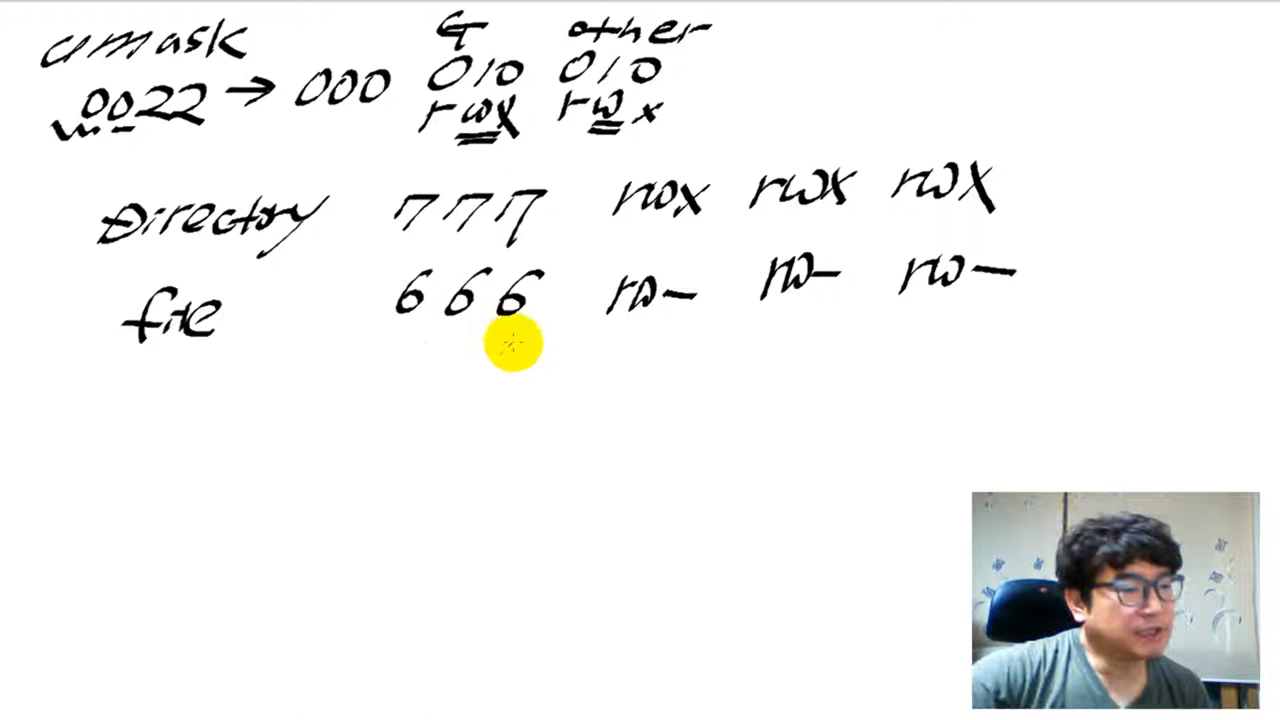 umask G other
0022 → 000 010 010
rwx rwx
Directory 777 rwx rwx rwx
file 666 rw- rw- rw-